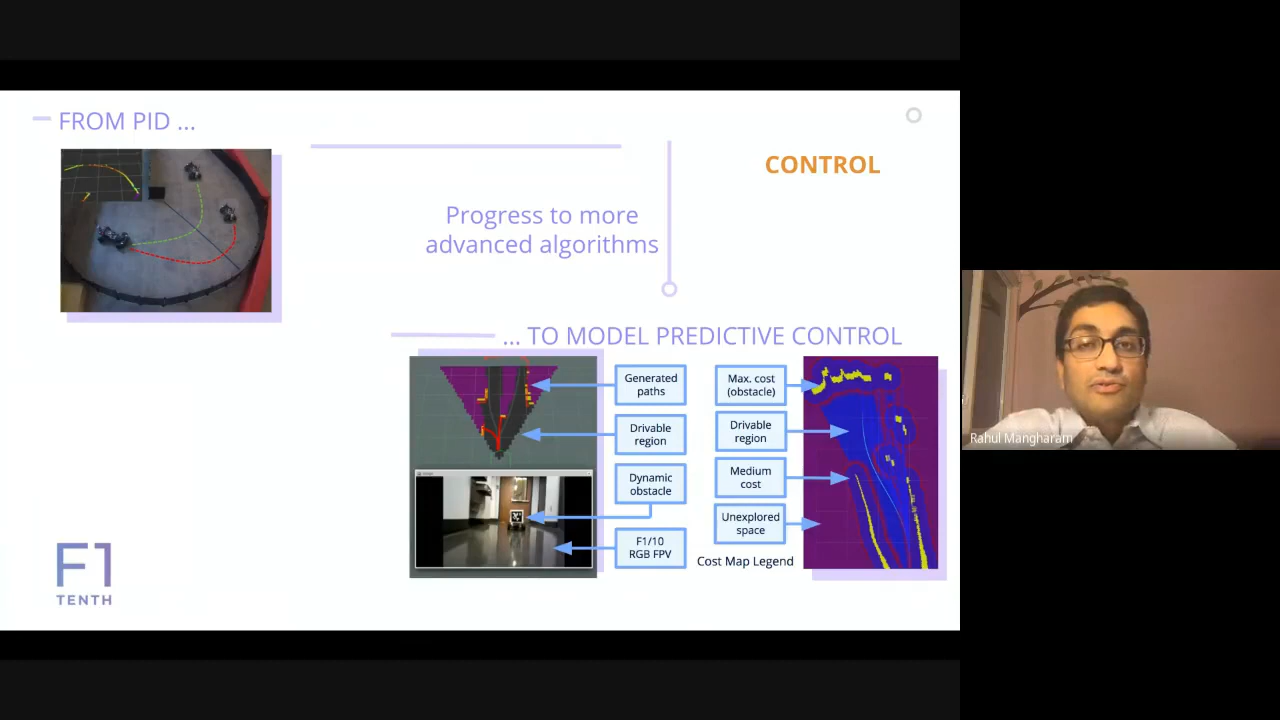 FROM PID ...
CONTROL
Progress to more
advanced algorithms
... TO MODEL PREDICTIVE CONTROL
Generated
paths
Drivable
region
Dynamic
obstacle
F1/10
RGB FPV
Max. cost
(obstacle)
Drivable
region
Medium
cost
Unexplored
space
Cost Map Legend
F1
TENTH
Rahul Mangharam